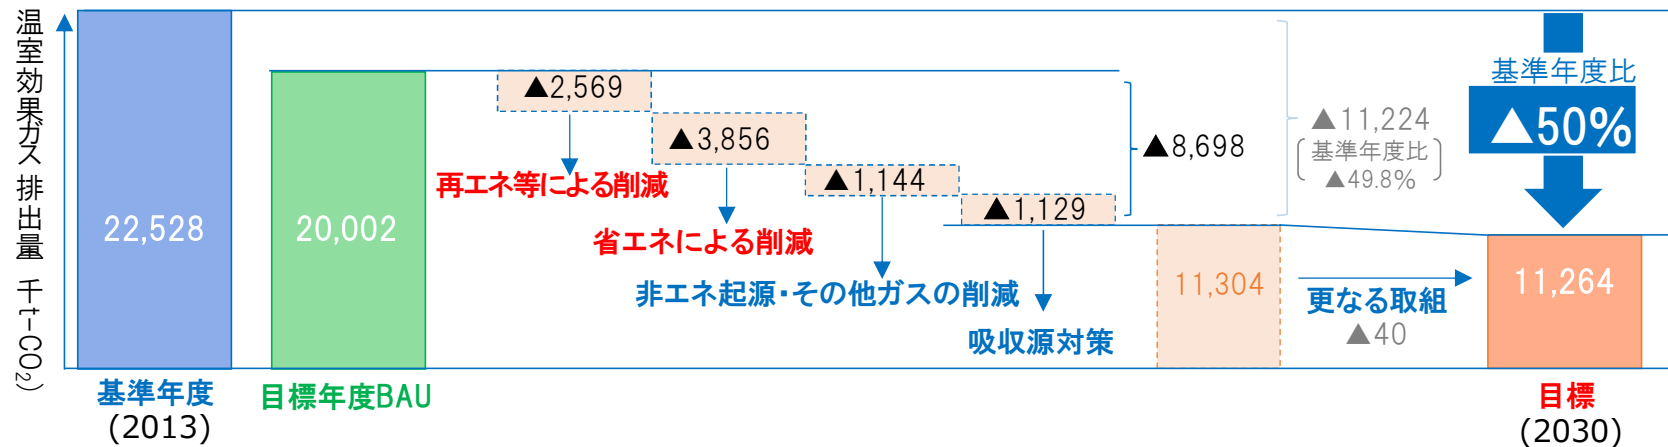 温室効果ガス 排出量 千t-CO₂)
22,528
基準年度
(2013)
20,002
目標年度BAU
▲2,569
再エネ等による削減
▲3,856
省エネによる削減
▲1,144
非エネ起源・その他ガスの削減
▲1,129
吸収源対策
▲8,698
11,304
▲11,224
基準年度比
▲49.8%
更なる取組
▲40
基準年度比
▲50%
11,264
目標
(2030)